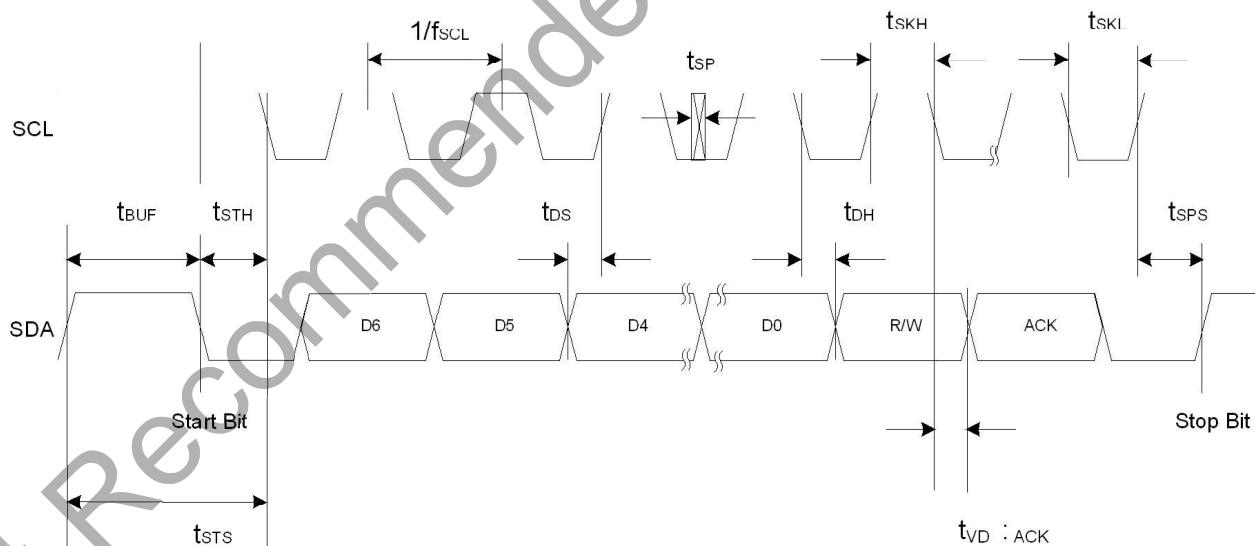 1/fSCL
tSKH
tSKL
tSP
SCL
tBUF
tSTH
tDS
tDH
tSPS
SDA
D6
D5
D4
D0
R/W
ACK
Start Bit
Stop Bit
tSTS
tVD : ACK
Recommende